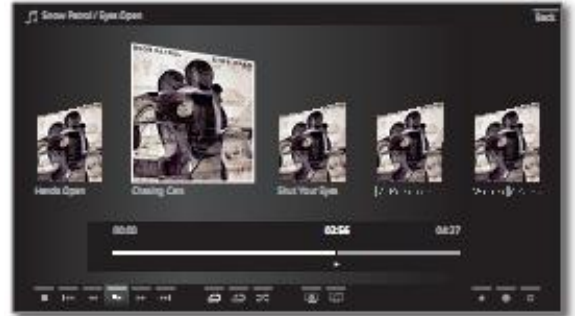 Snow Patrol / Eyes Open
Back
Hands Open
Chasing Cars
Shut Your Eyes
00:00
02:56
04:27